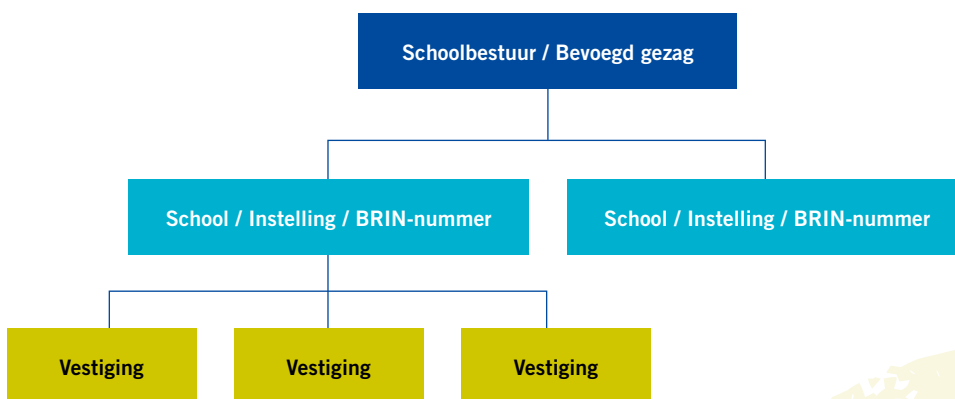 Schoolbestuur / Bevoegd gezag
School / Instelling / BRIN-nummer
School / Instelling / BRIN-nummer
Vestiging
Vestiging
Vestiging